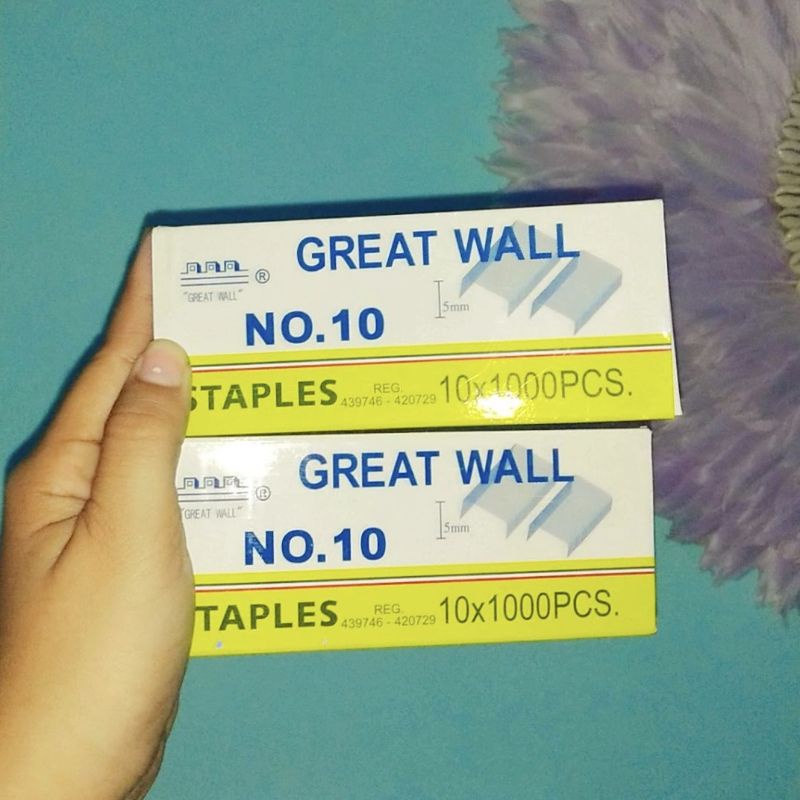 GREAT WALL
®
"GREAT WALL"
5mm
NO.10
STAPLES REG. 439746 - 420729 10x1000PCS.
GREAT WALL
®
"GREAT WALL"
5mm
NO.10
TAPLES REG. 439746 - 420729 10x1000PCS.